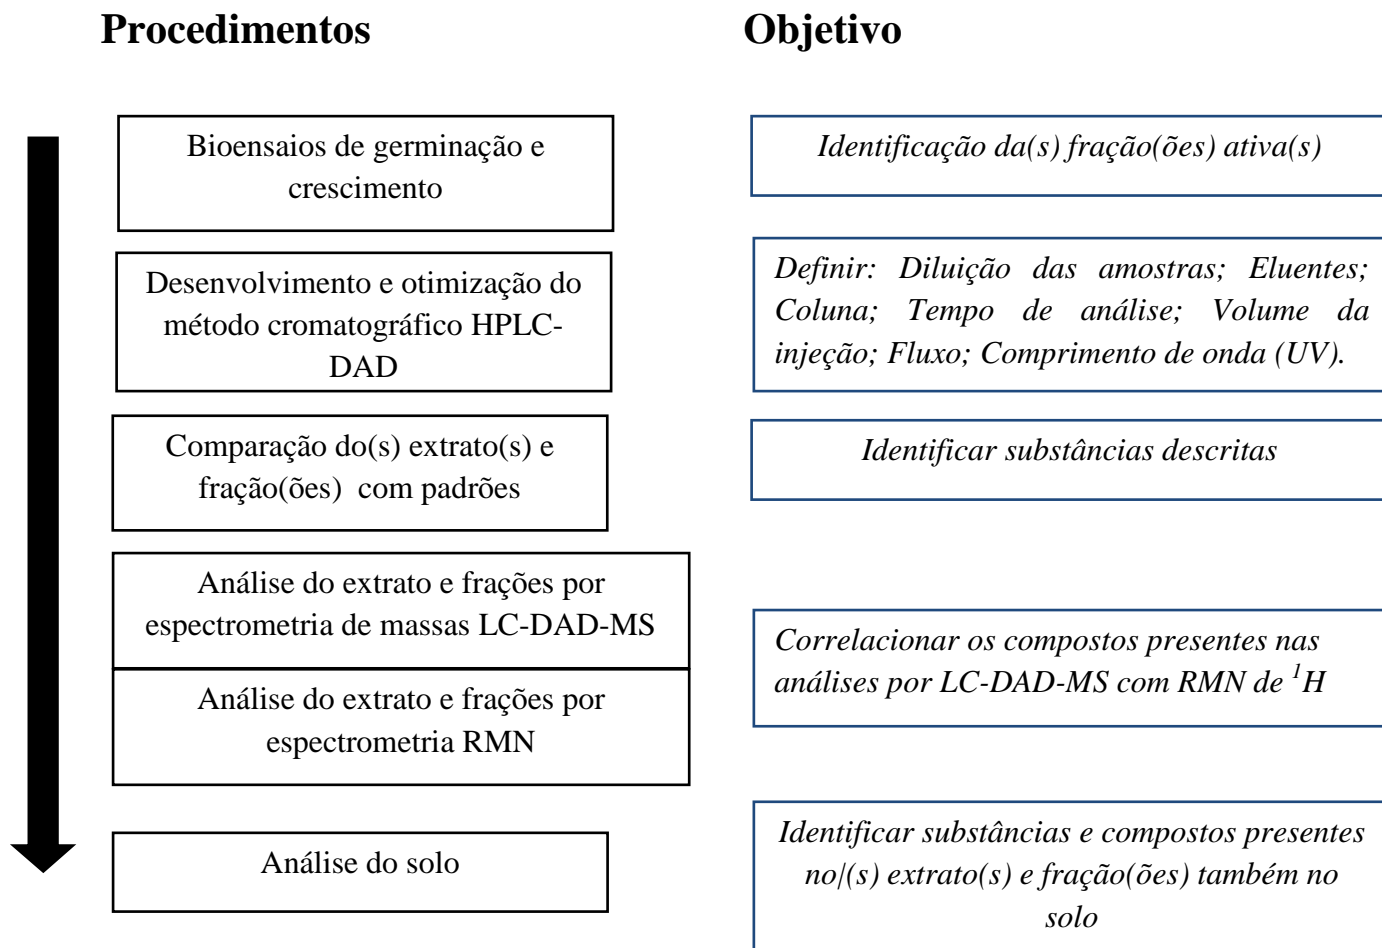 Procedimentos
Objetivo
Bioensaios de germinação e
crescimento
Identificação da(s) fração(ões) ativa(s)
Desenvolvimento e otimização do
método cromatográfico HPLC-
DAD
Definir: Diluição das amostras; Eluentes;
Coluna; Tempo de análise; Volume da
injeção; Fluxo; Comprimento de onda (UV).
Comparação do(s) extrato(s) e
fração(ões) com padrões
Identificar substâncias descritas
Análise do extrato e frações por
espectrometria de massas LC-DAD-MS
Análise do extrato e frações por
espectrometria RMN
Correlacionar os compostos presentes nas
análises por LC-DAD-MS com RMN de ¹H
Análise do solo
Identificar substâncias e compostos presentes
no|(s) extrato(s) e fração(ões) também no
solo